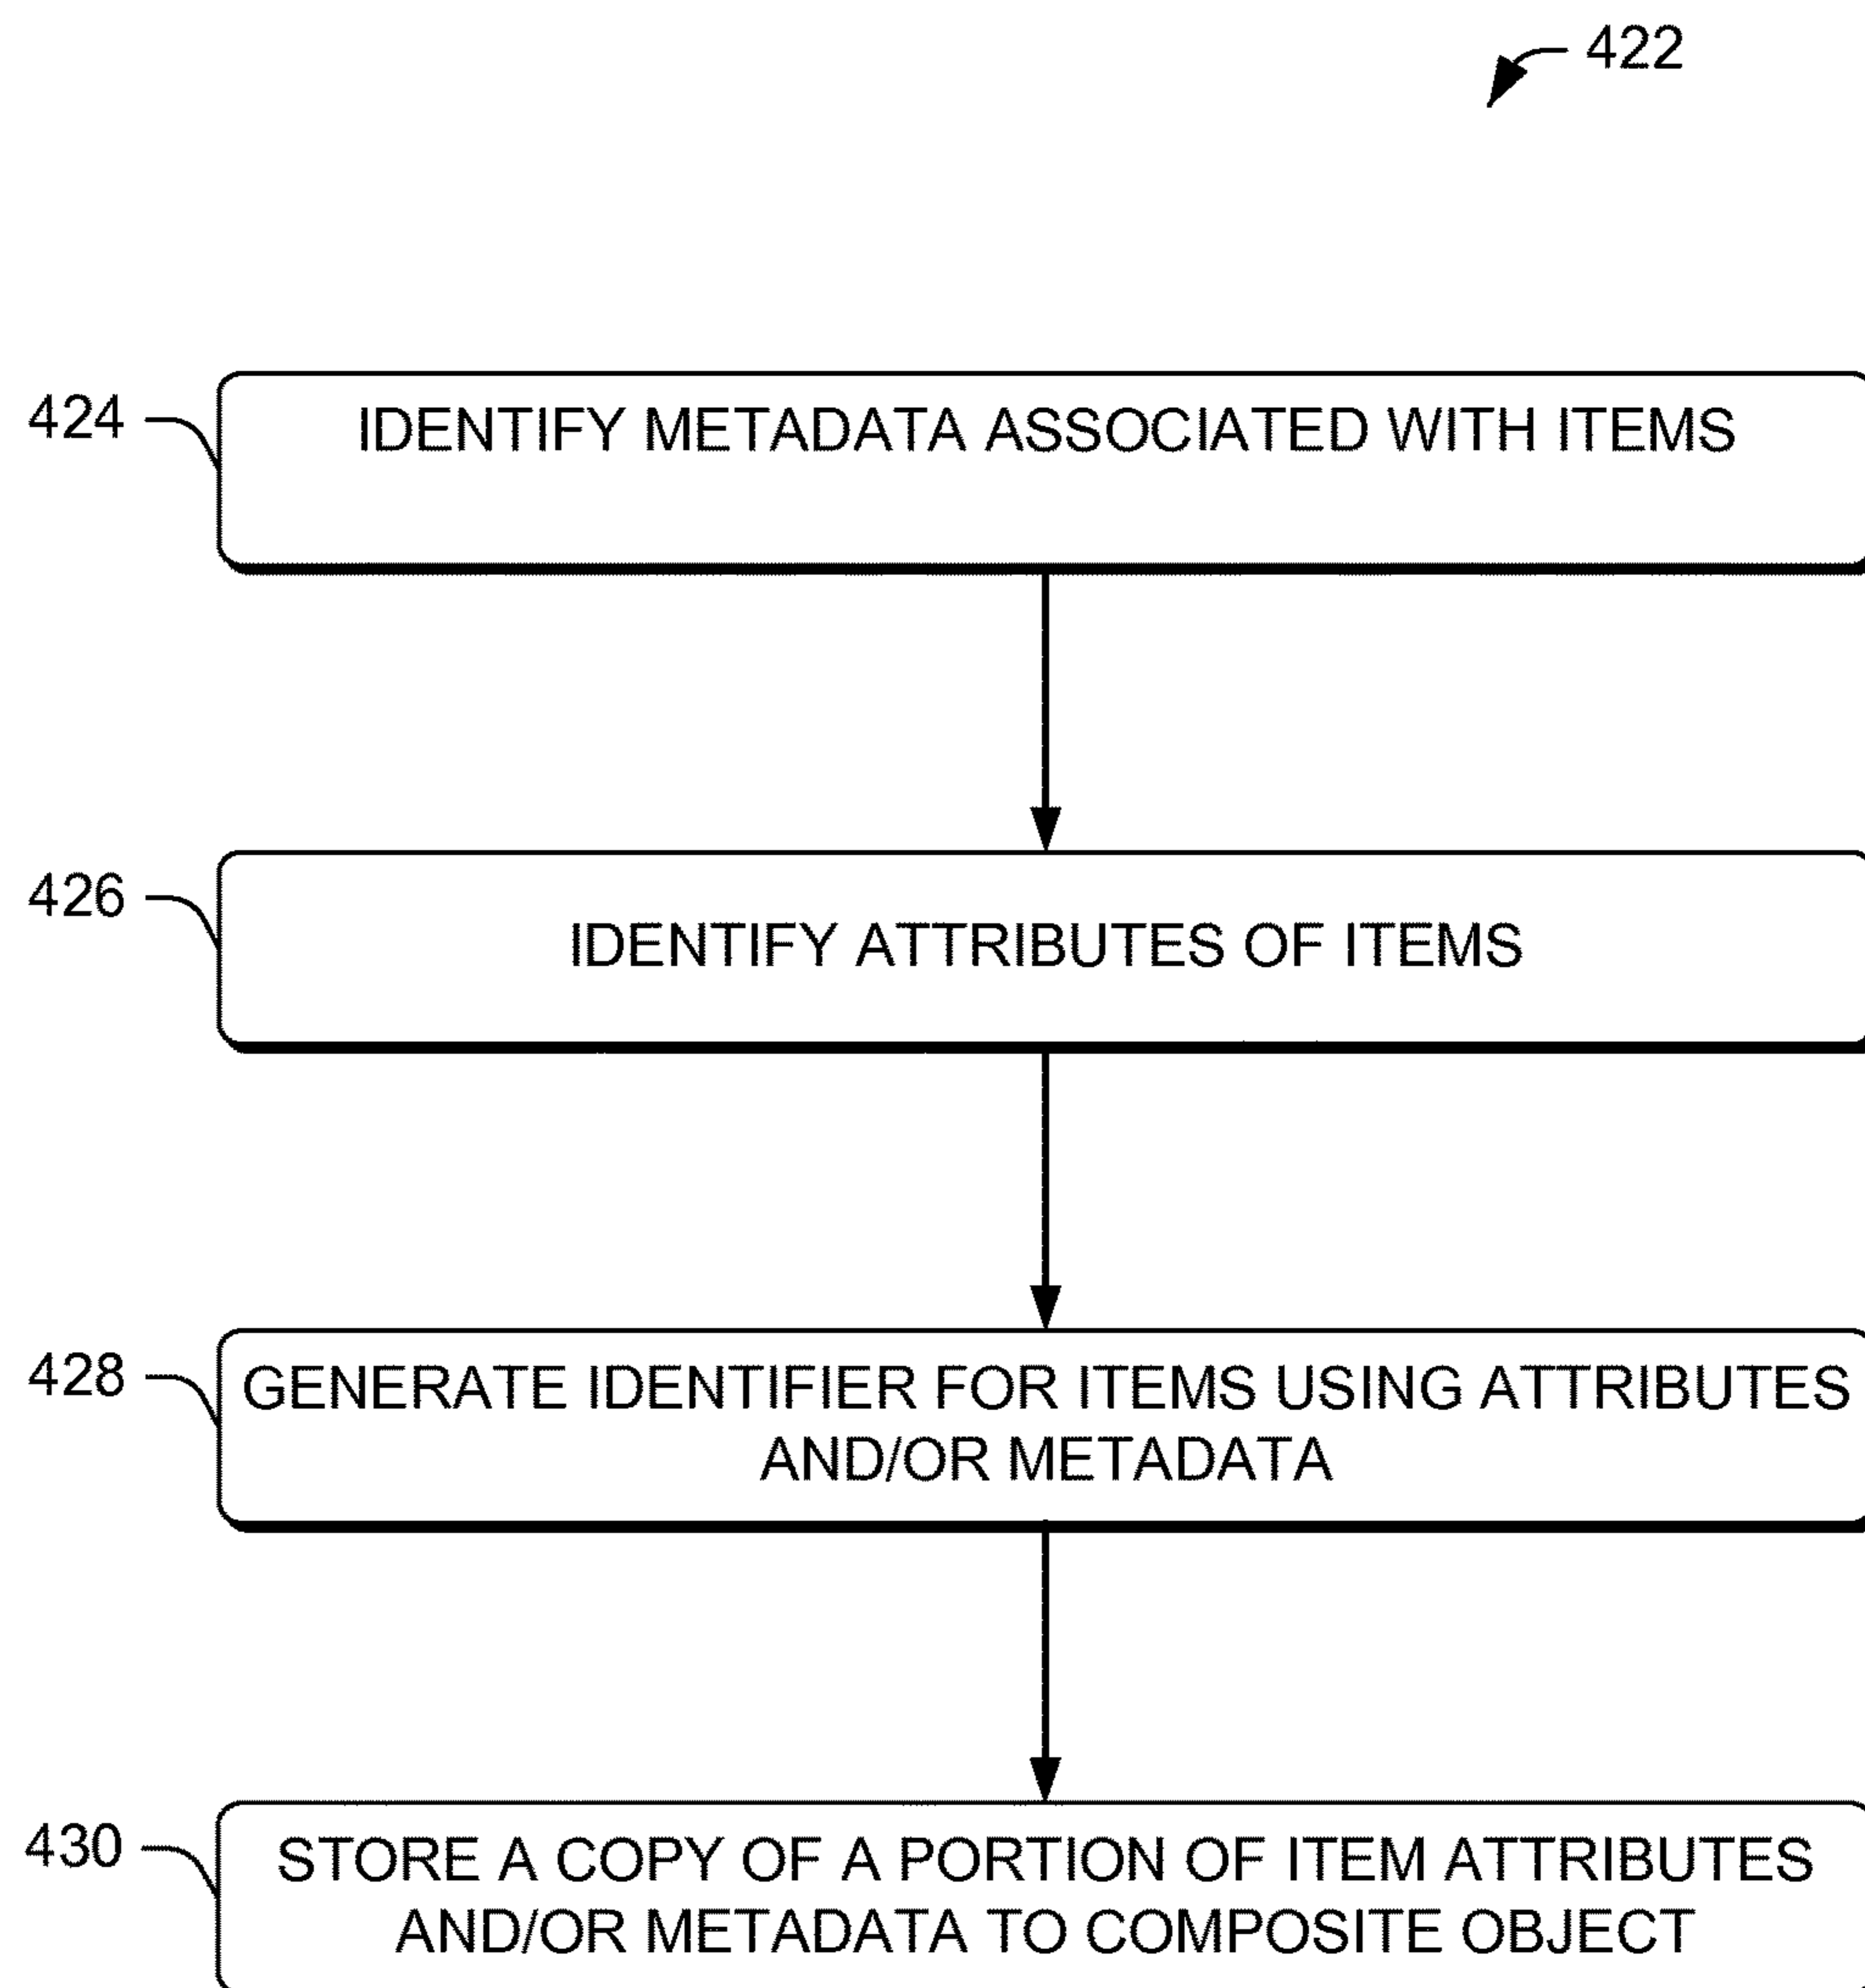 422
424
IDENTIFY METADATA ASSOCIATED WITH ITEMS
426
IDENTIFY ATTRIBUTES OF ITEMS
428
GENERATE IDENTIFIER FOR ITEMS USING ATTRIBUTES
AND/OR METADATA
430
STORE A COPY OF A PORTION OF ITEM ATTRIBUTES
AND/OR METADATA TO COMPOSITE OBJECT